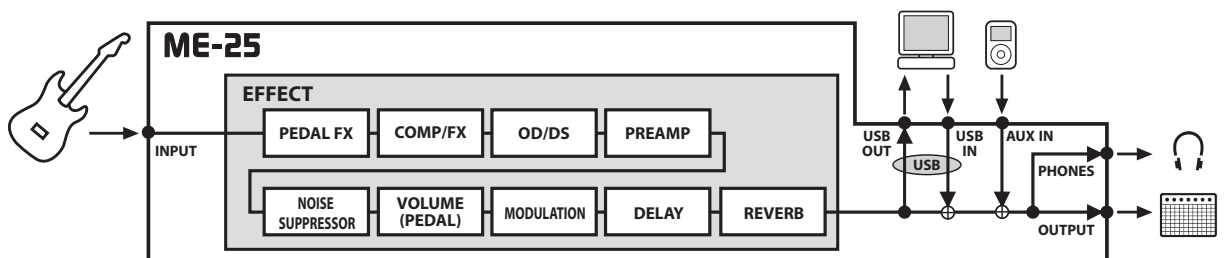 ME-25
EFFECT
PEDAL FX
COMP/FX
OD/DS
PREAMP
INPUT
USB
OUT
USB
IN
AUX IN
USB
PHONES
NOISE
SUPPRESSOR
VOLUME
(PEDAL)
MODULATION
DELAY
REVERB
OUTPUT